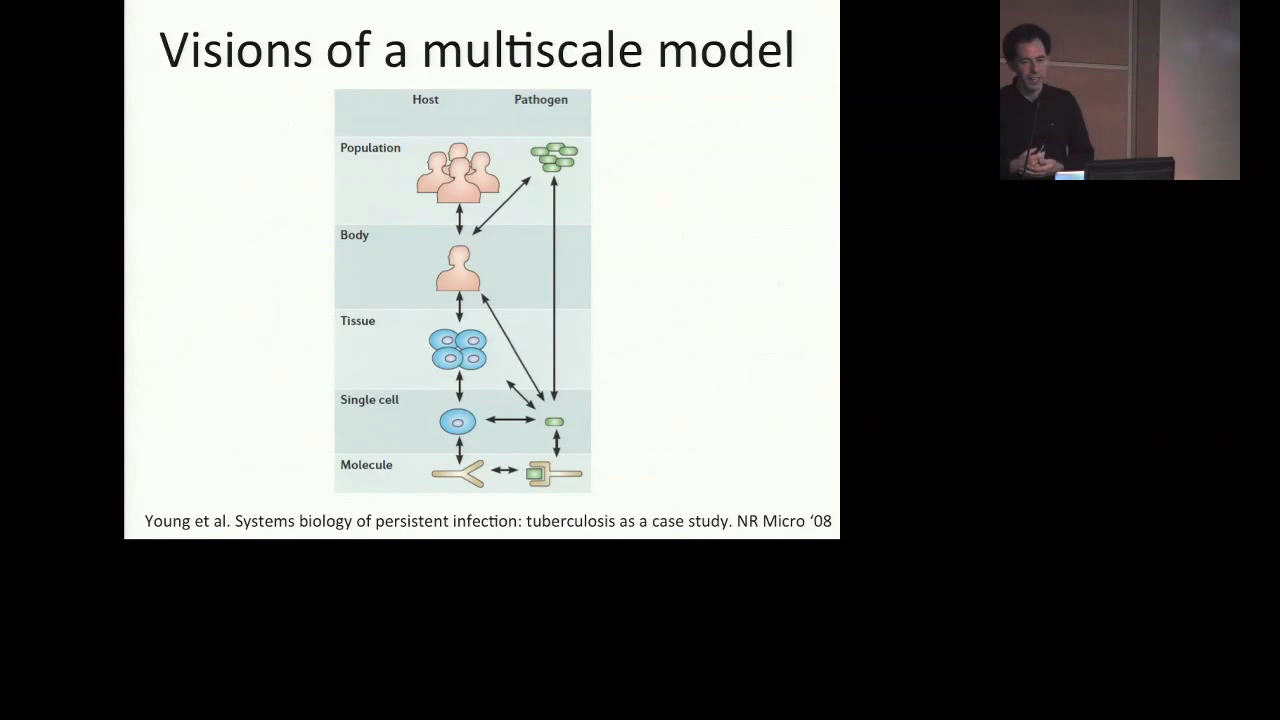 Visions of a multiscale model
Host Pathogen
Population
Body
Tissue
Single cell
Molecule
Young et al. Systems biology of persistent infection: tuberculosis as a case study. NR Micro ‘08